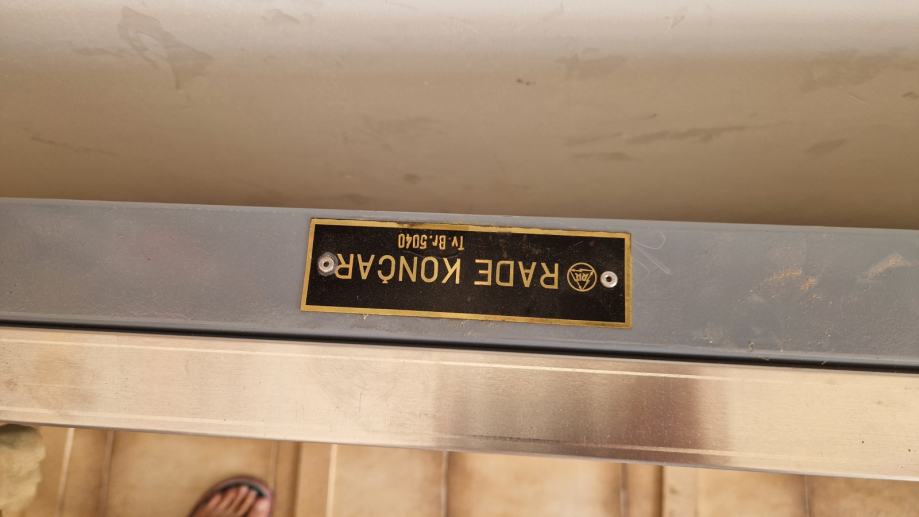 RADE KONČAR
Tv. Br. 5040